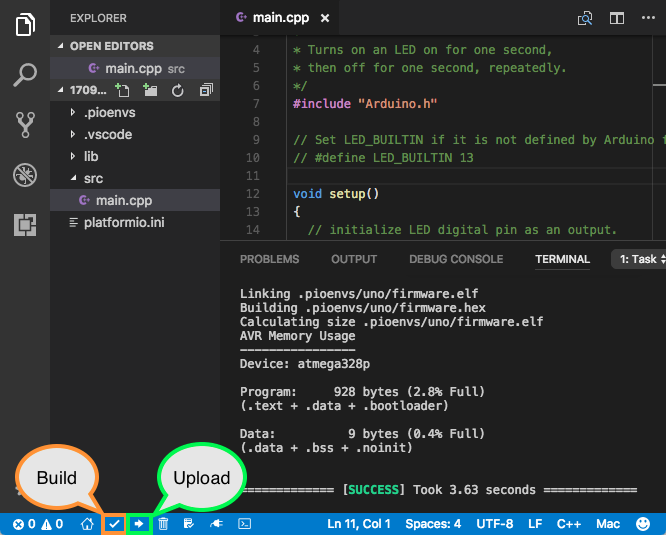 EXPLORER
OPEN EDITORS
main.cpp src
1709...
.pioenvs
.vscode
lib
src
main.cpp
platformio.ini
main.cpp
4 * Turns on an LED on for one second,
5 * then off for one second, repeatedly.
6 */
7 #include "Arduino.h"
8
9 // Set LED_BUILTIN if it is not defined by Arduino f
10 // #define LED_BUILTIN 13
11
12 void setup()
13 {
14 // initialize LED digital pin as an output.
PROBLEMS OUTPUT DEBUG CONSOLE TERMINAL 1: Task
Linking .pioenvs/uno/firmware.elf
Building .pioenvs/uno/firmware.hex
Calculating size .pioenvs/uno/firmware.elf
AVR Memory Usage
----------------
Device: atmega328p
Program: 928 bytes (2.8% Full)
(.text + .data + .bootloader)
Data: 9 bytes (0.4% Full)
(.data + .bss + .noinit)
============= [SUCCESS] Took 3.63 seconds =============
Build
Upload
0 0 Ln 11, Col 1 Spaces: 4 UTF-8 LF C++ Mac